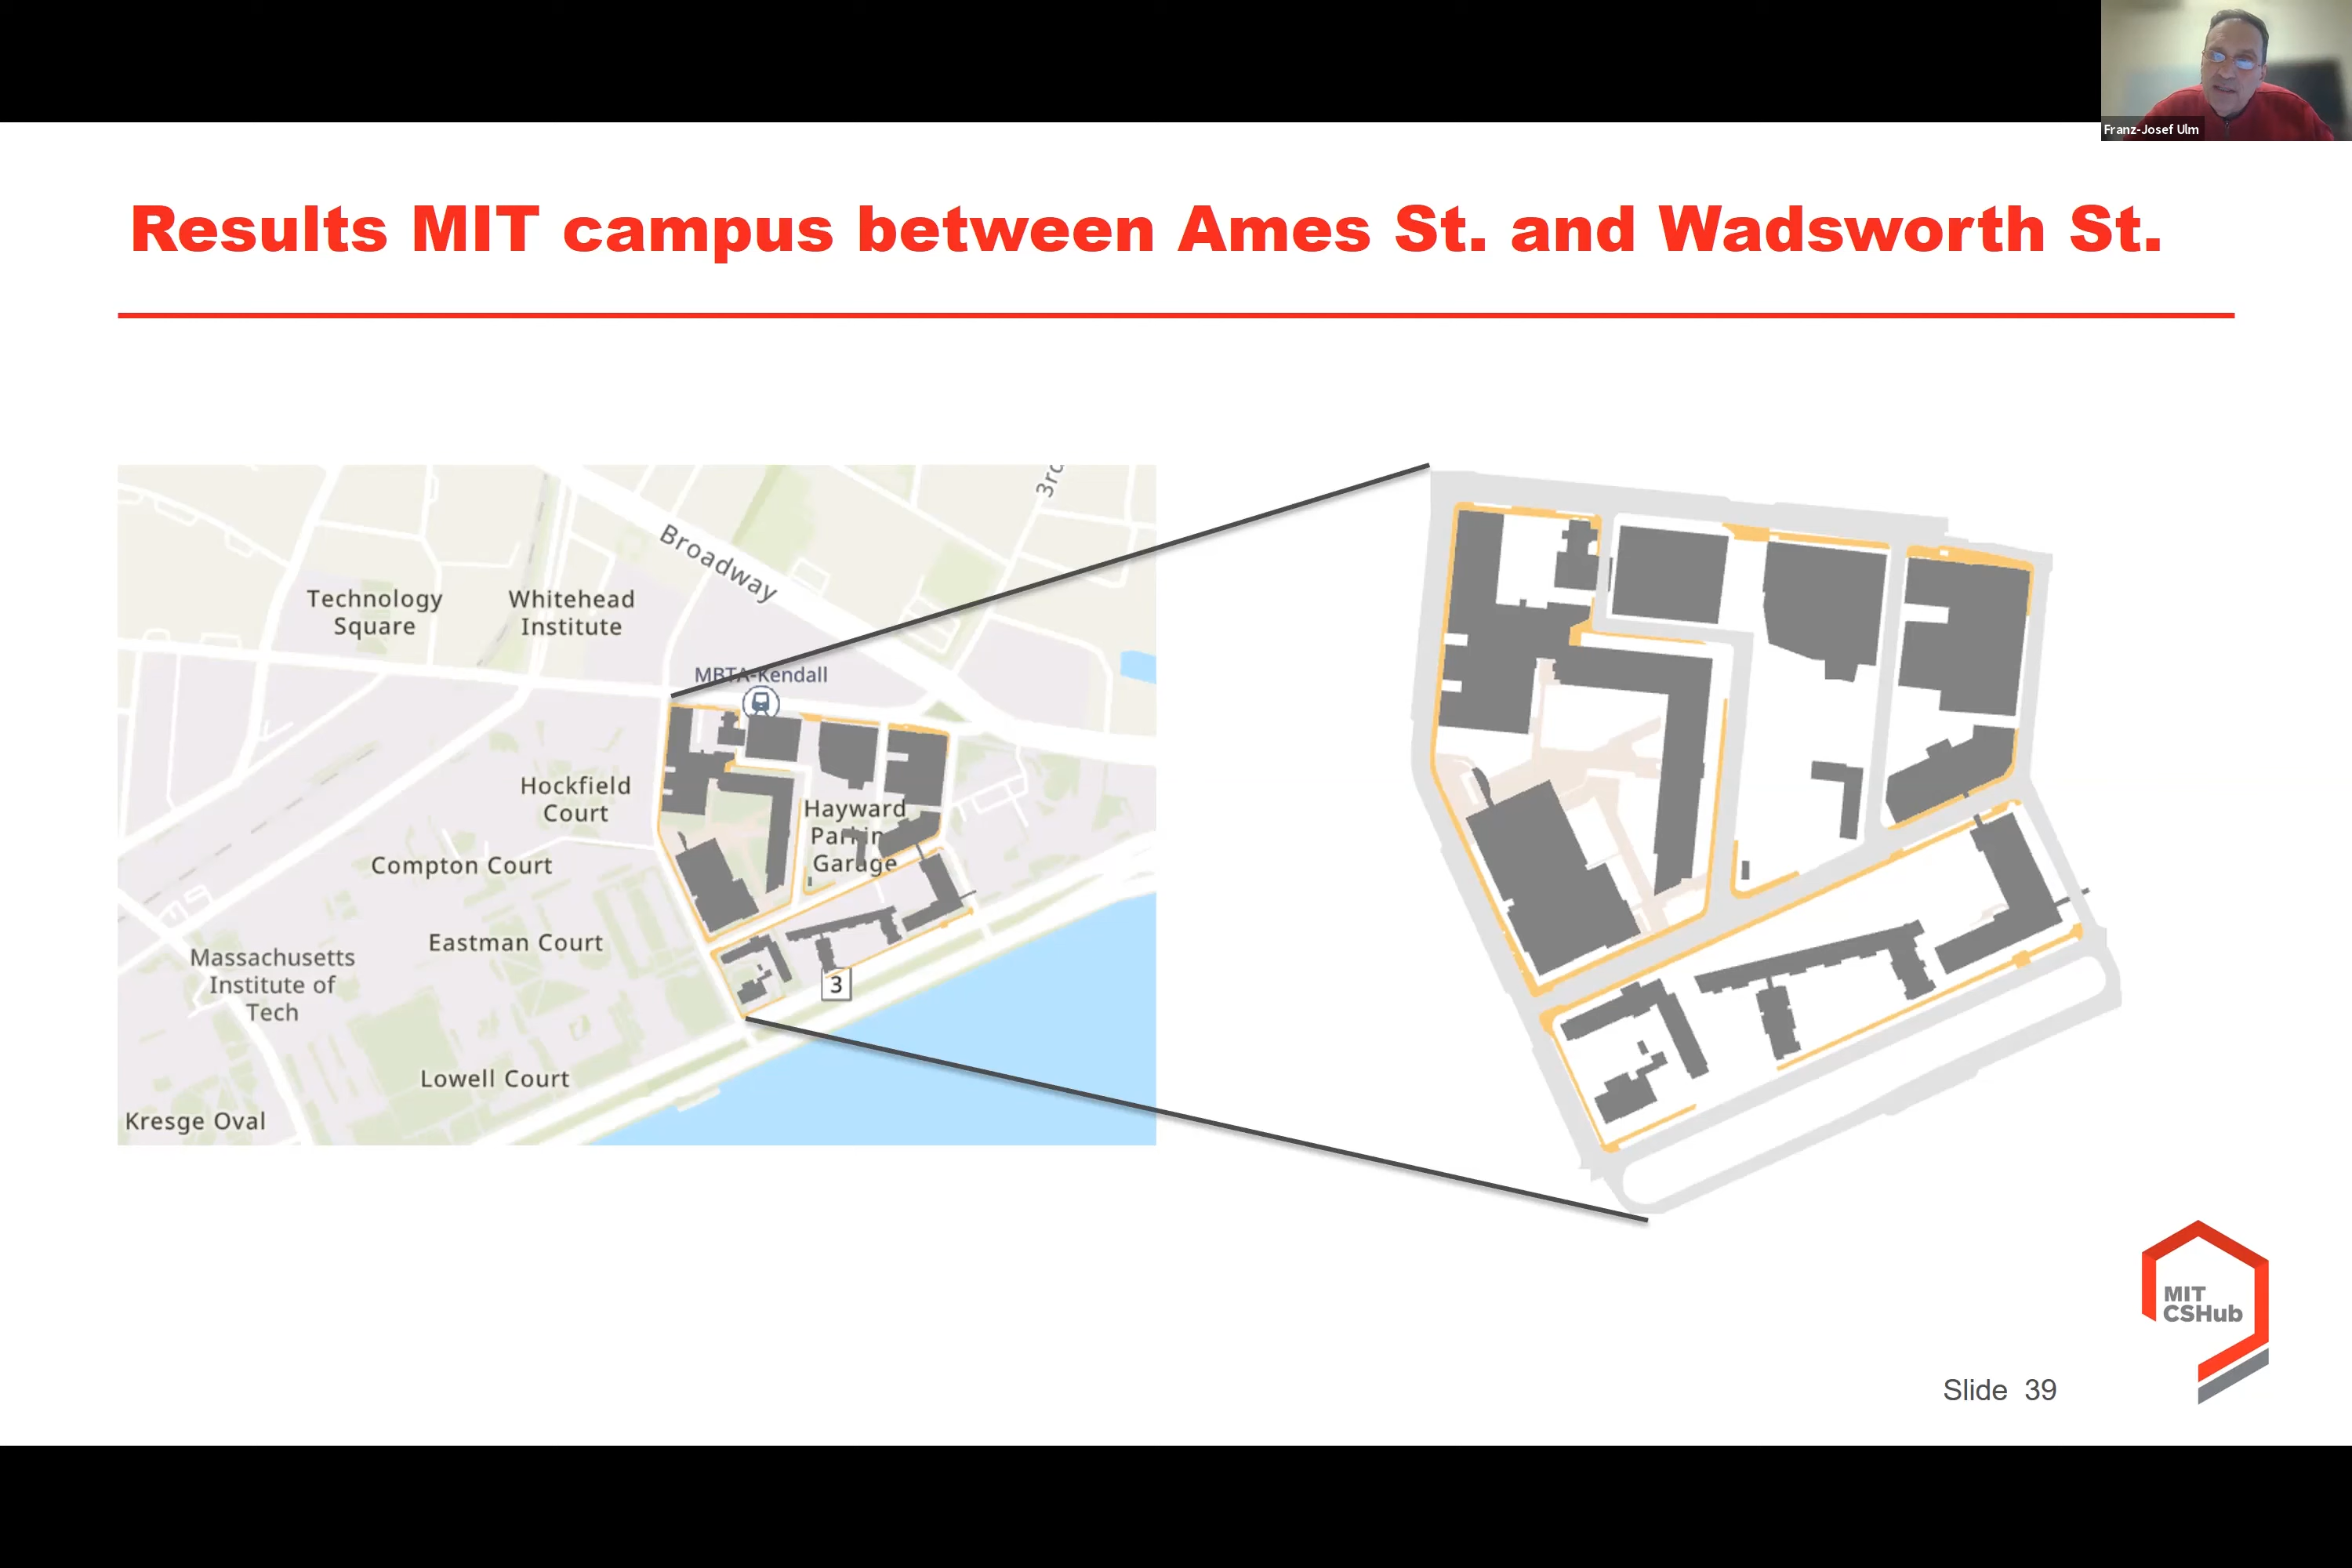 Franz-Josef Ulm
Results MIT campus between Ames St. and Wadsworth St.
3rd
Broadway
Technology
Square
Whitehead
Institute
MBTA-Kendall
Hockfield
Court
Hayward
Parkin
Garage
Compton Court
Eastman Court
Massachusetts
Institute of
Tech
3
Lowell Court
Kresge Oval
MIT
CSHub
Slide 39